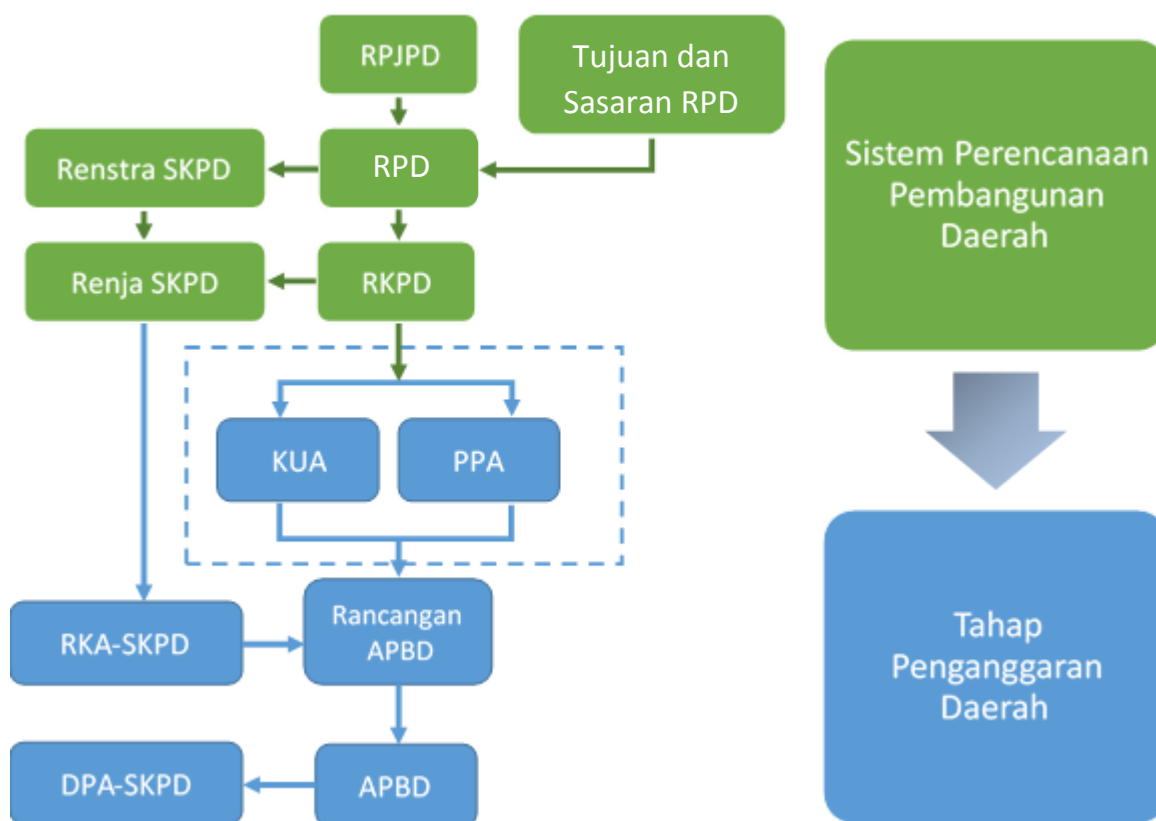 RPJPD
Tujuan dan
Sasaran RPD
Renstra SKPD
RPD
Sistem Perencanaan
Pembangunan
Daerah
Renja SKPD
RKPD
KUA
PPA
RKA-SKPD
Rancangan
APBD
Tahap
Penganggaran
Daerah
DPA-SKPD
APBD